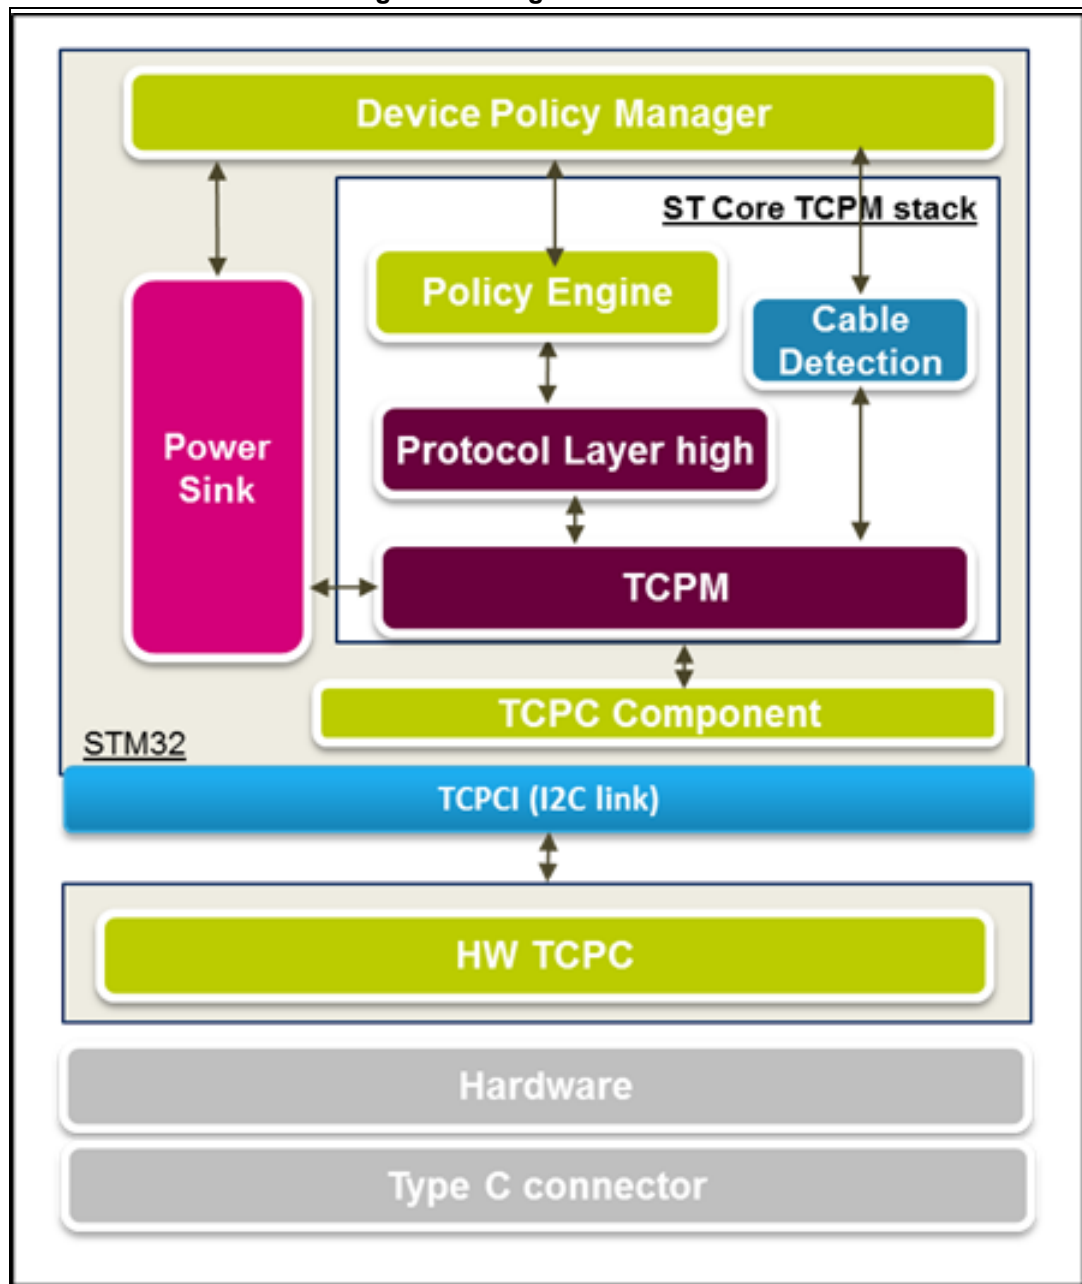 Device Policy Manager
ST Core TCPM stack
Policy Engine
Cable
Detection
Power
Sink
Protocol Layer high
TCPM
TCPC Component
STM32
TCPCI (I2C link)
HW TCPC
Hardware
Type C connector